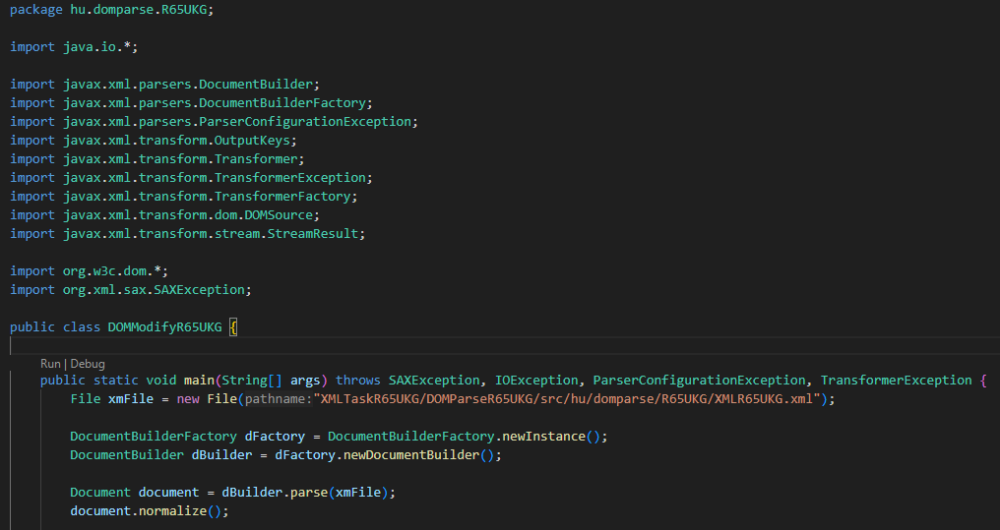 package hu.domparse.R65UKG;
import java.io.*;
import javax.xml.parsers.DocumentBuilder;
import javax.xml.parsers.DocumentBuilderFactory;
import javax.xml.parsers.ParserConfigurationException;
import javax.xml.transform.OutputKeys;
import javax.xml.transform.Transformer;
import javax.xml.transform.TransformerException;
import javax.xml.transform.TransformerFactory;
import javax.xml.transform.dom.DOMSource;
import javax.xml.transform.stream.StreamResult;
import org.w3c.dom.*;
import org.xml.sax.SAXException;
public class DOMModifyR65UKG {
Run | Debug
public static void main(String[] args) throws SAXException, IOException, ParserConfigurationException, TransformerException {
File xmFile = new File(pathname:"XMLTaskR65UKG/DOMParseR65UKG/src/hu/domparse/R65UKG/XMLR65UKG.xml");
DocumentBuilderFactory dFactory = DocumentBuilderFactory.newInstance();
DocumentBuilder dBuilder = dFactory.newDocumentBuilder();
Document document = dBuilder.parse(xmFile);
document.normalize();